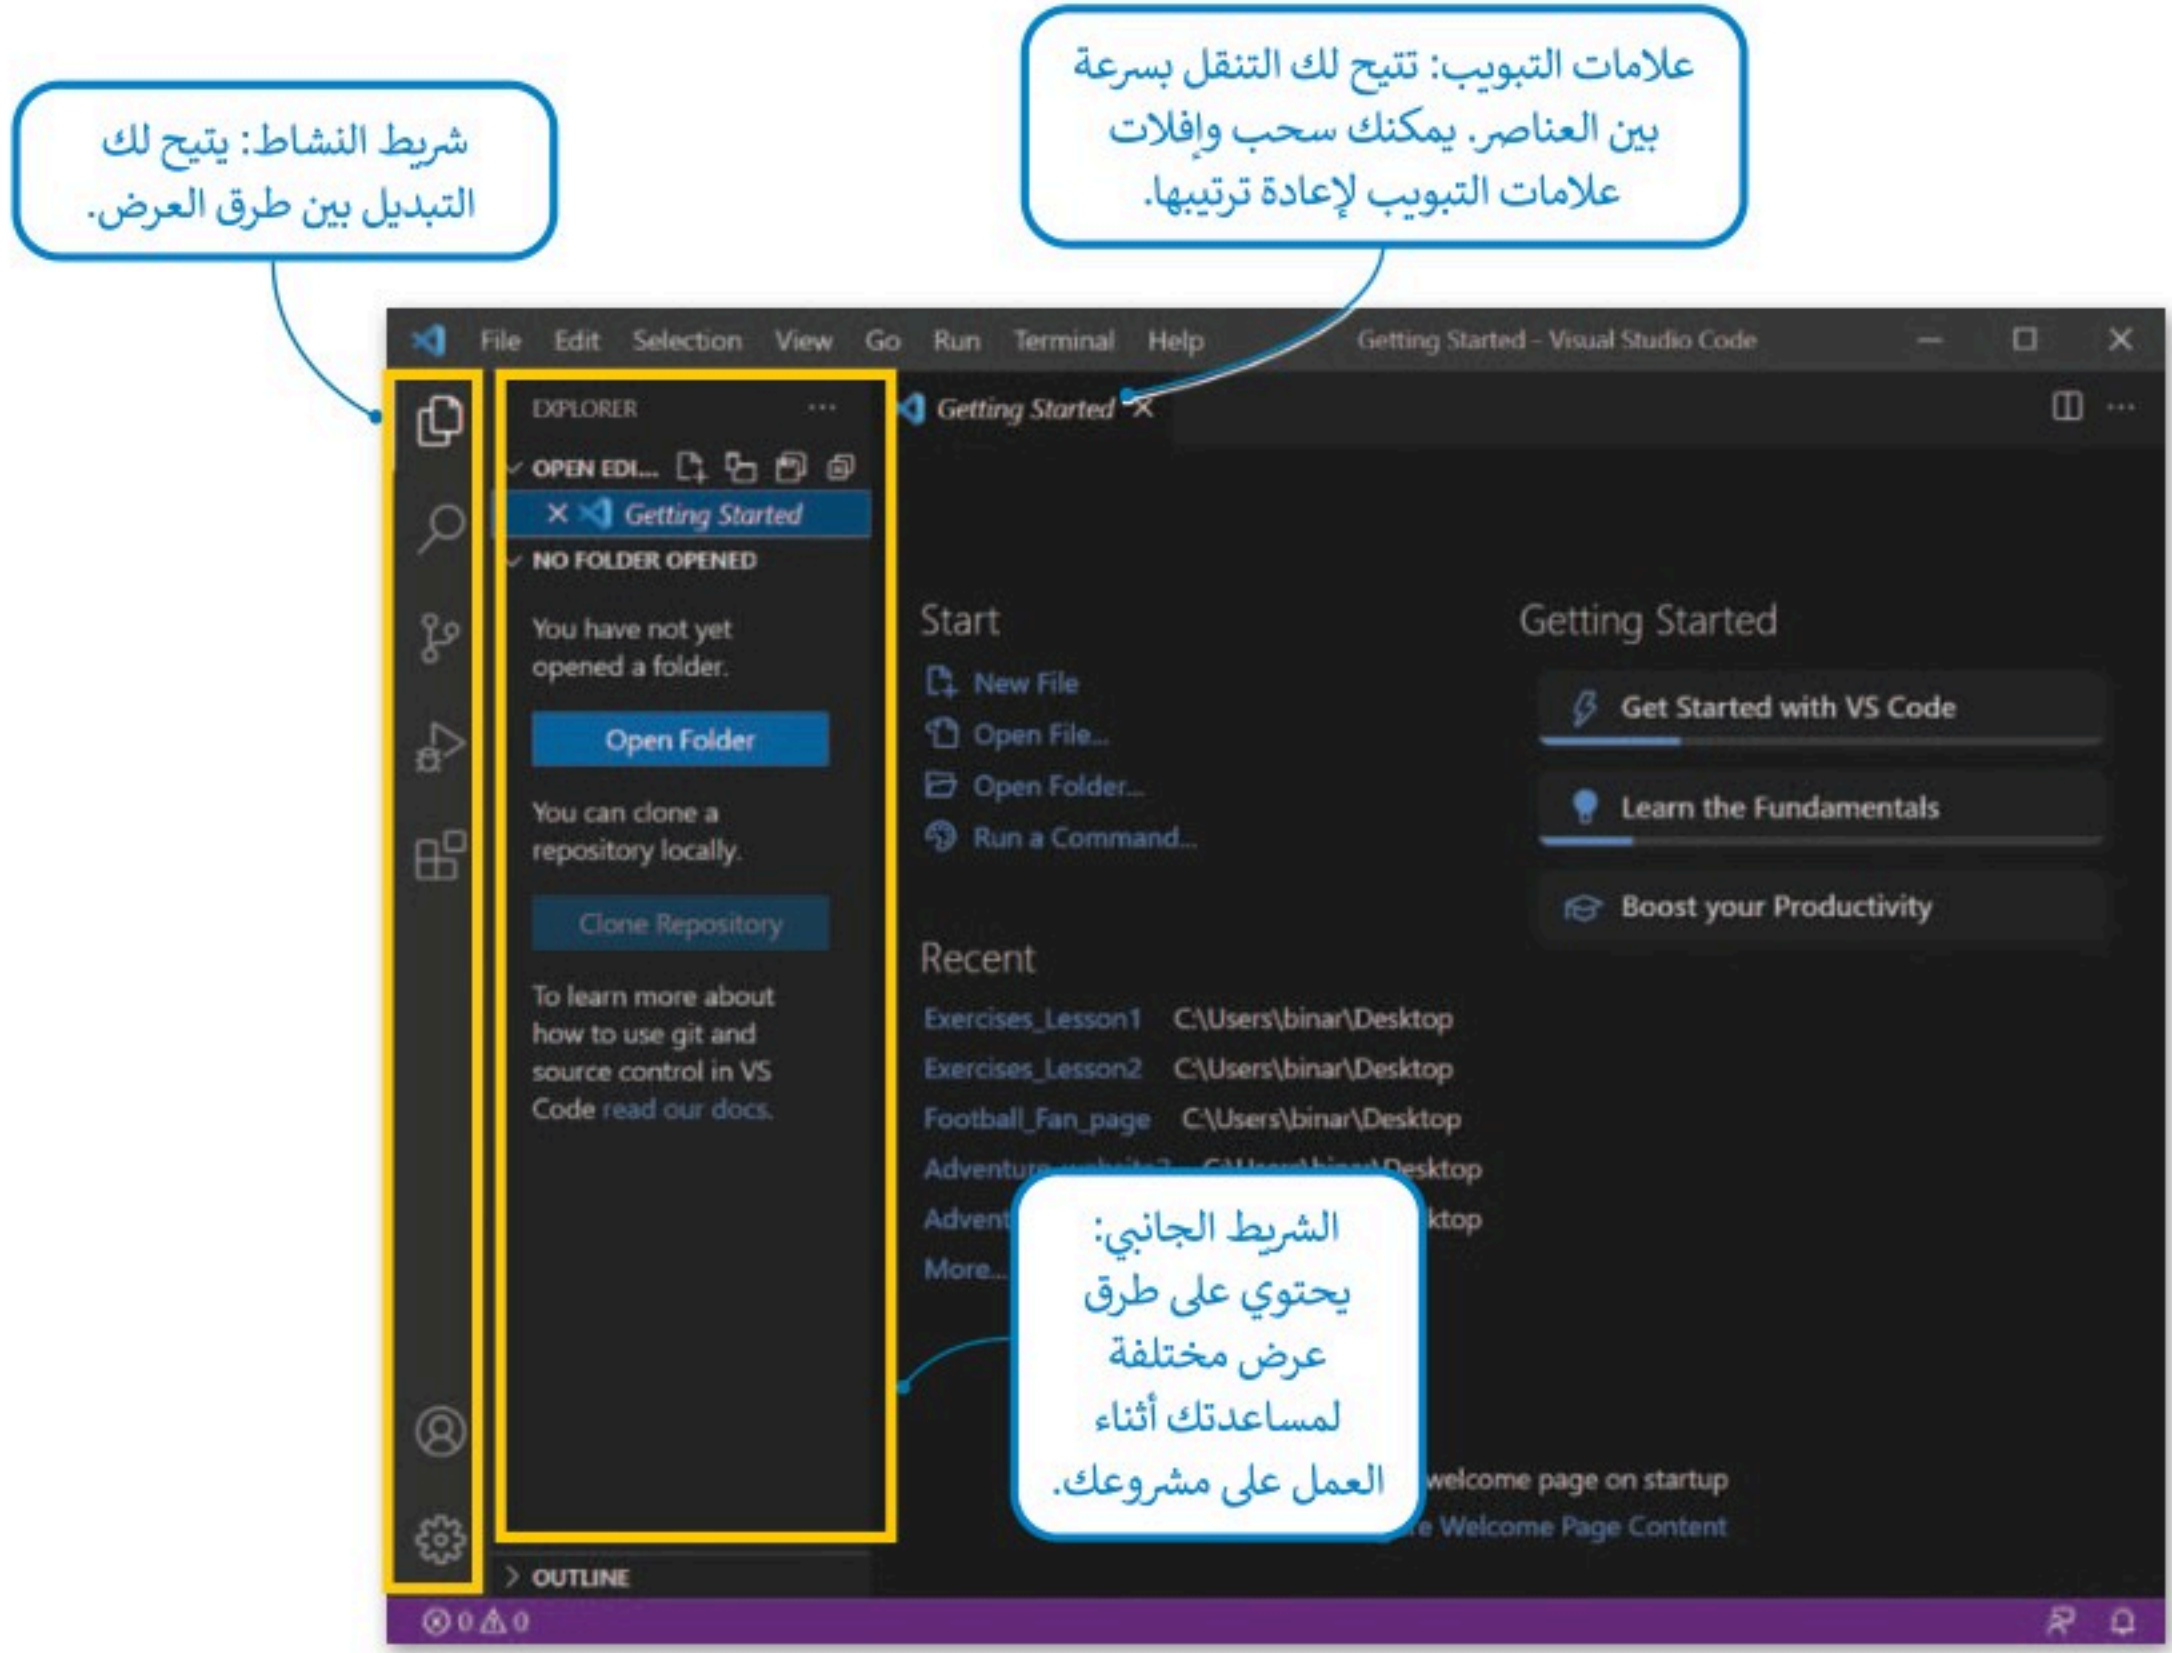 علامات التبويب: تتيح لك التنقل بسرعة
بين العناصر. يمكنك سحب وإفلات
علامات التبويب لإعادة ترتيبها.
شريط النشاط: يتيح لك
التبديل بين طرق العرض.
File Edit Selection View Go Run Terminal Help Getting Started - Visual Studio Code
EXPLORER
OPEN EDI...
Getting Started
NO FOLDER OPENED
You have not yet
opened a folder.
Open Folder
You can clone a
repository locally.
Clone Repository
To learn more about
how to use git and
source control in VS
Code read our docs.
OUTLINE
Getting Started
Start
New File
Open File...
Open Folder...
Run a Command...
Recent
Exercises_Lesson1 C:\Users\binar\Desktop
Exercises_Lesson2 C:\Users\binar\Desktop
Football_Fan_page C:\Users\binar\Desktop
More...
Getting Started
Get Started with VS Code
Learn the Fundamentals
Boost your Productivity
الشريط الجانبي:
يحتوي على طرق
عرض مختلفة
لمساعدتك أثناء
العمل على مشروعك.
welcome page on startup
Welcome Page Content
0 0